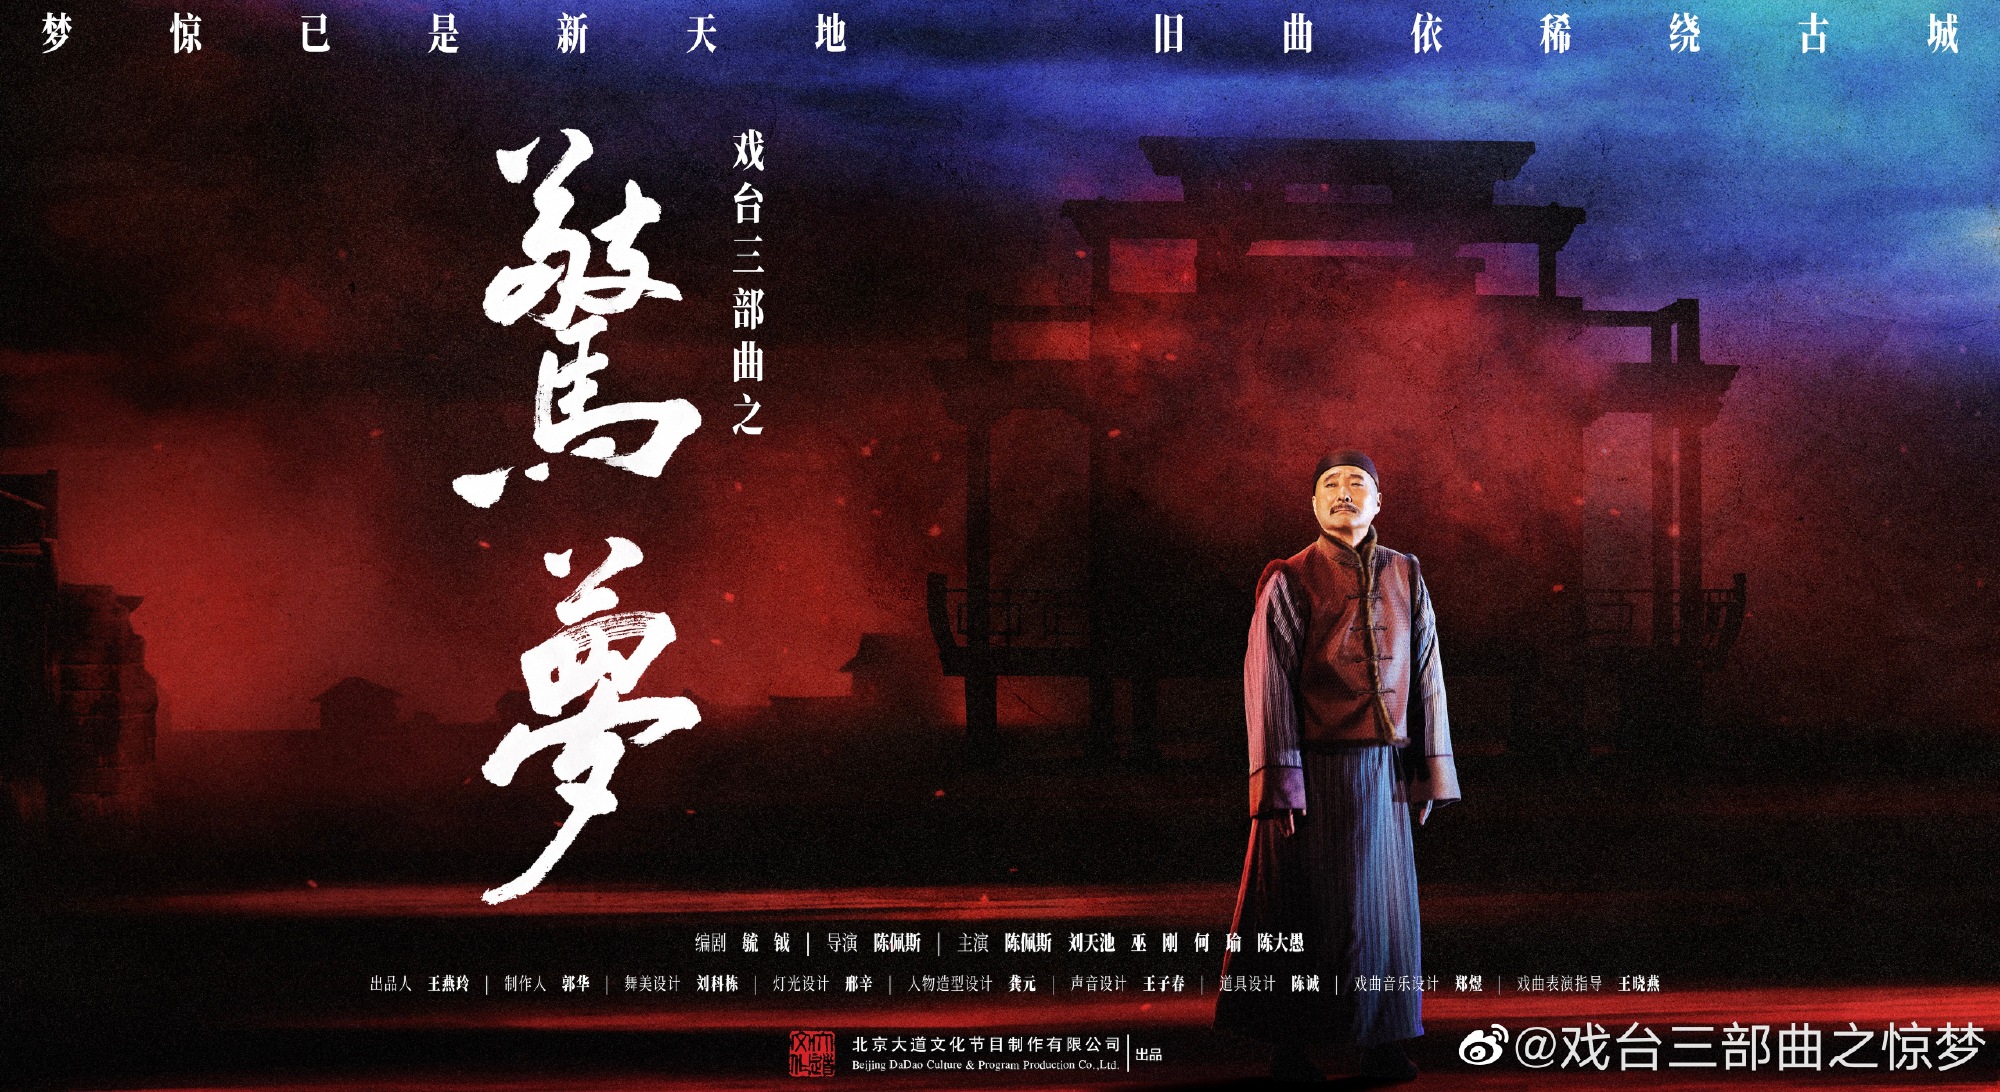 梦惊已是新天地 旧曲依稀绕古城
戏台三部曲之
驚夢
编剧 毓钺 | 导演 陈佩斯 | 主演 陈佩斯 刘天池 巫刚 何瑜 陈大愚
出品人 王燕玲 | 制作人 郭华 | 舞美设计 刘科栋 | 灯光设计 邢辛 | 人物造型设计 龚元 | 声音设计 王子春 | 道具设计 陈诚 | 戏曲音乐设计 郑煜 | 戏曲表演指导 王晓燕
北京大道文化节目制作有限公司 | 出品
Beijing DaDao Culture & Program Production Co.,Ltd.
@戏台三部曲之惊梦